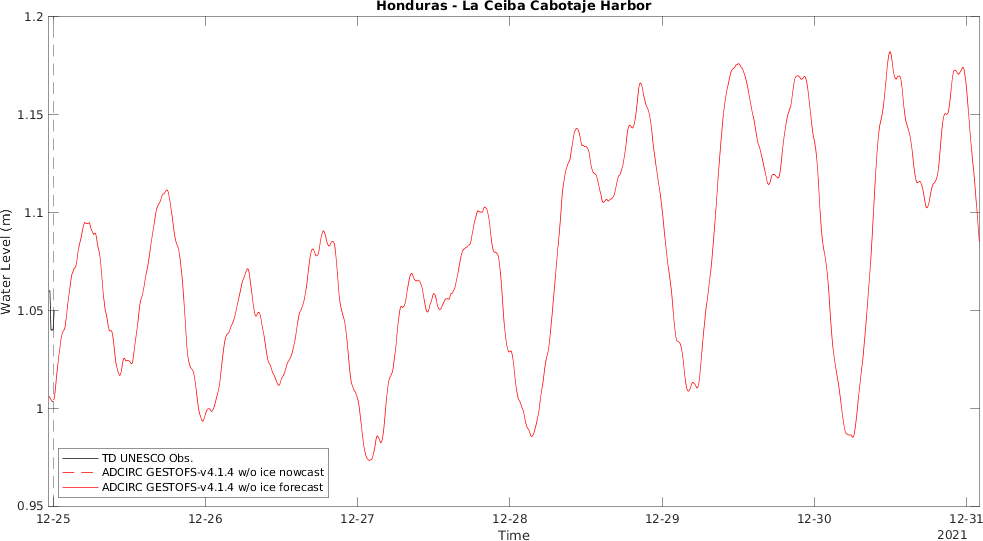 Honduras - La Ceiba Cabotaje Harbor
1.2
1.15
1.1
1.05
1
0.95
Water Level (m)
TD UNESCO Obs.
ADCIRC GESTOFS-v4.1.4 w/o ice nowcast
ADCIRC GESTOFS-v4.1.4 w/o ice forecast
12-25 12-26 12-27 12-28 12-29 12-30 12-31
Time
2021